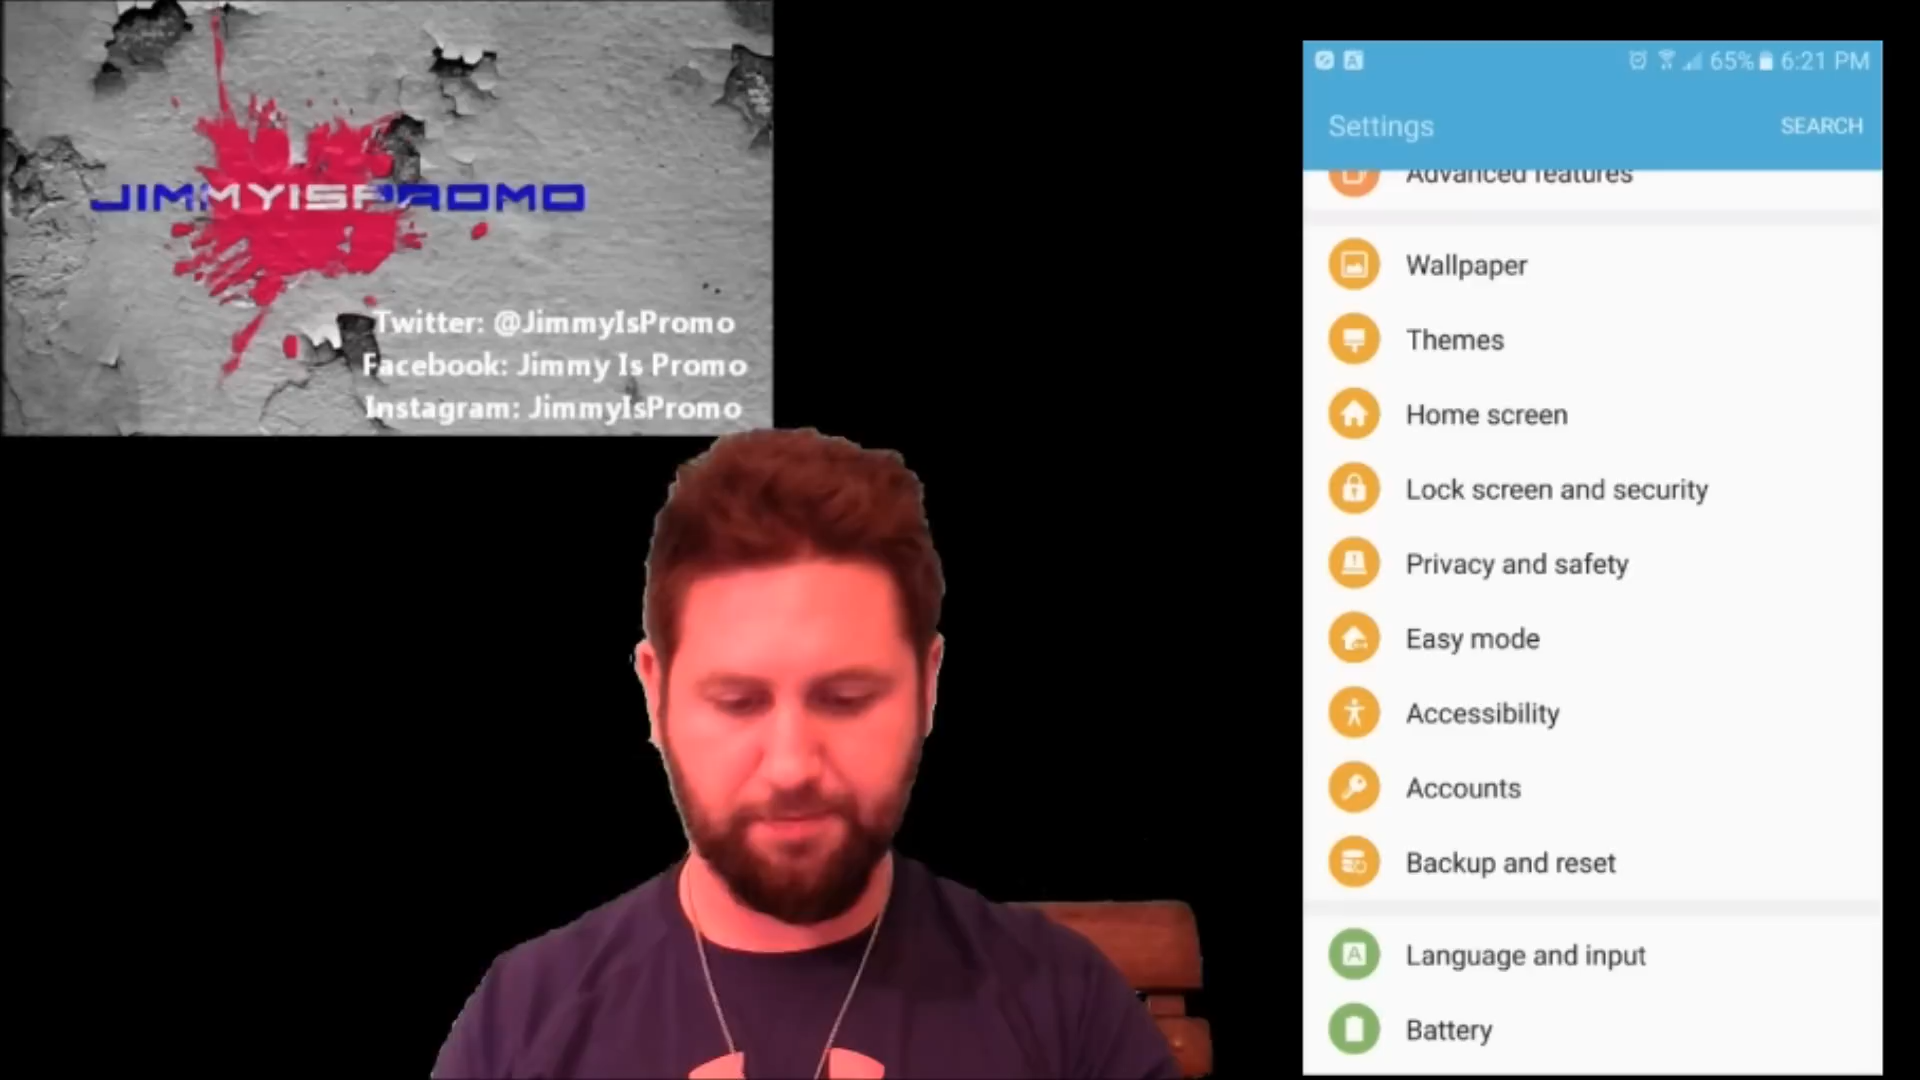 JIMMYISPROMO
Twitter: @JimmyIsPromo
Facebook: Jimmy Is Promo
Instagram: JimmyIsPromo
65% 6:21 PM
Settings
SEARCH
Advanced features
Wallpaper
Themes
Home screen
Lock screen and security
Privacy and safety
Easy mode
Accessibility
Accounts
Backup and reset
A Language and input
Battery